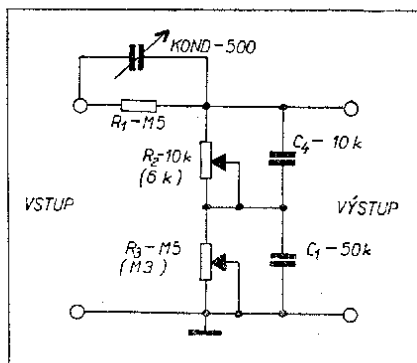 KOND-500
R1-M5
R2-10k
(6k)
C4-10k
VSTUP
VÝSTUP
R3-M5
(M3)
C1-50k